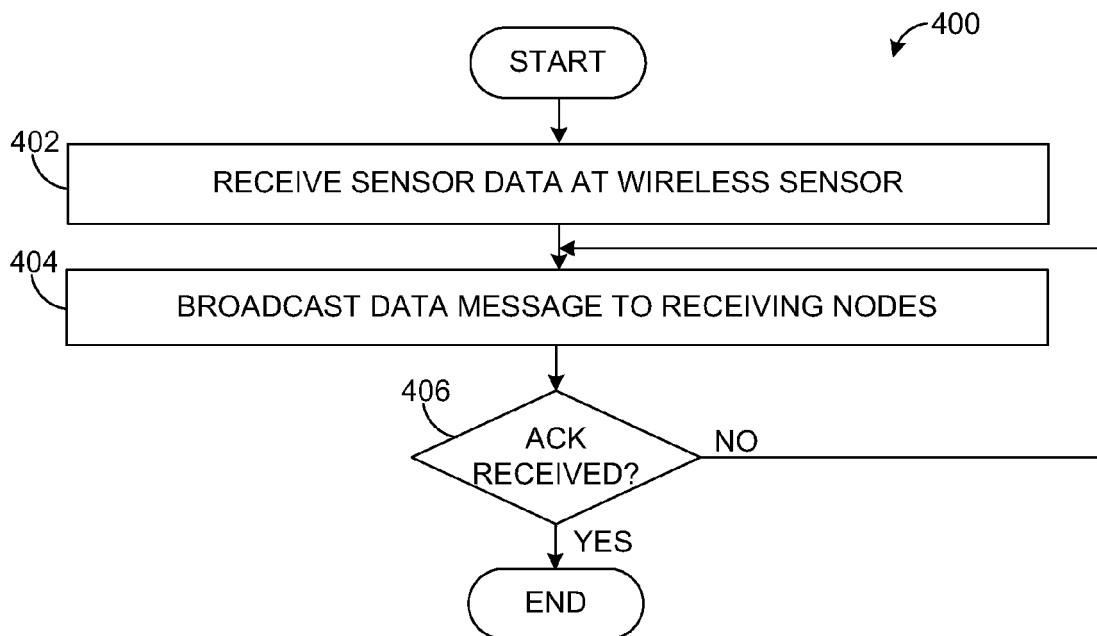 400
START
402
RECEIVE SENSOR DATA AT WIRELESS SENSOR
404
BROADCAST DATA MESSAGE TO RECEIVING NODES
406
ACK
RECEIVED?
NO
YES
END